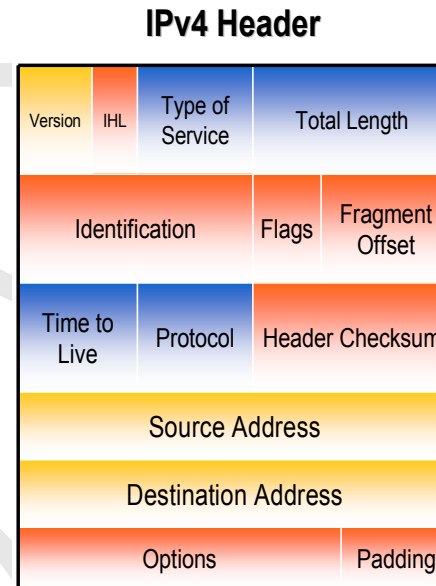 IPv4 Header
Version IHL Type of Service Total Length
Identification Flags Fragment Offset
Time to Live Protocol Header Checksum
Source Address
Destination Address
Options Padding